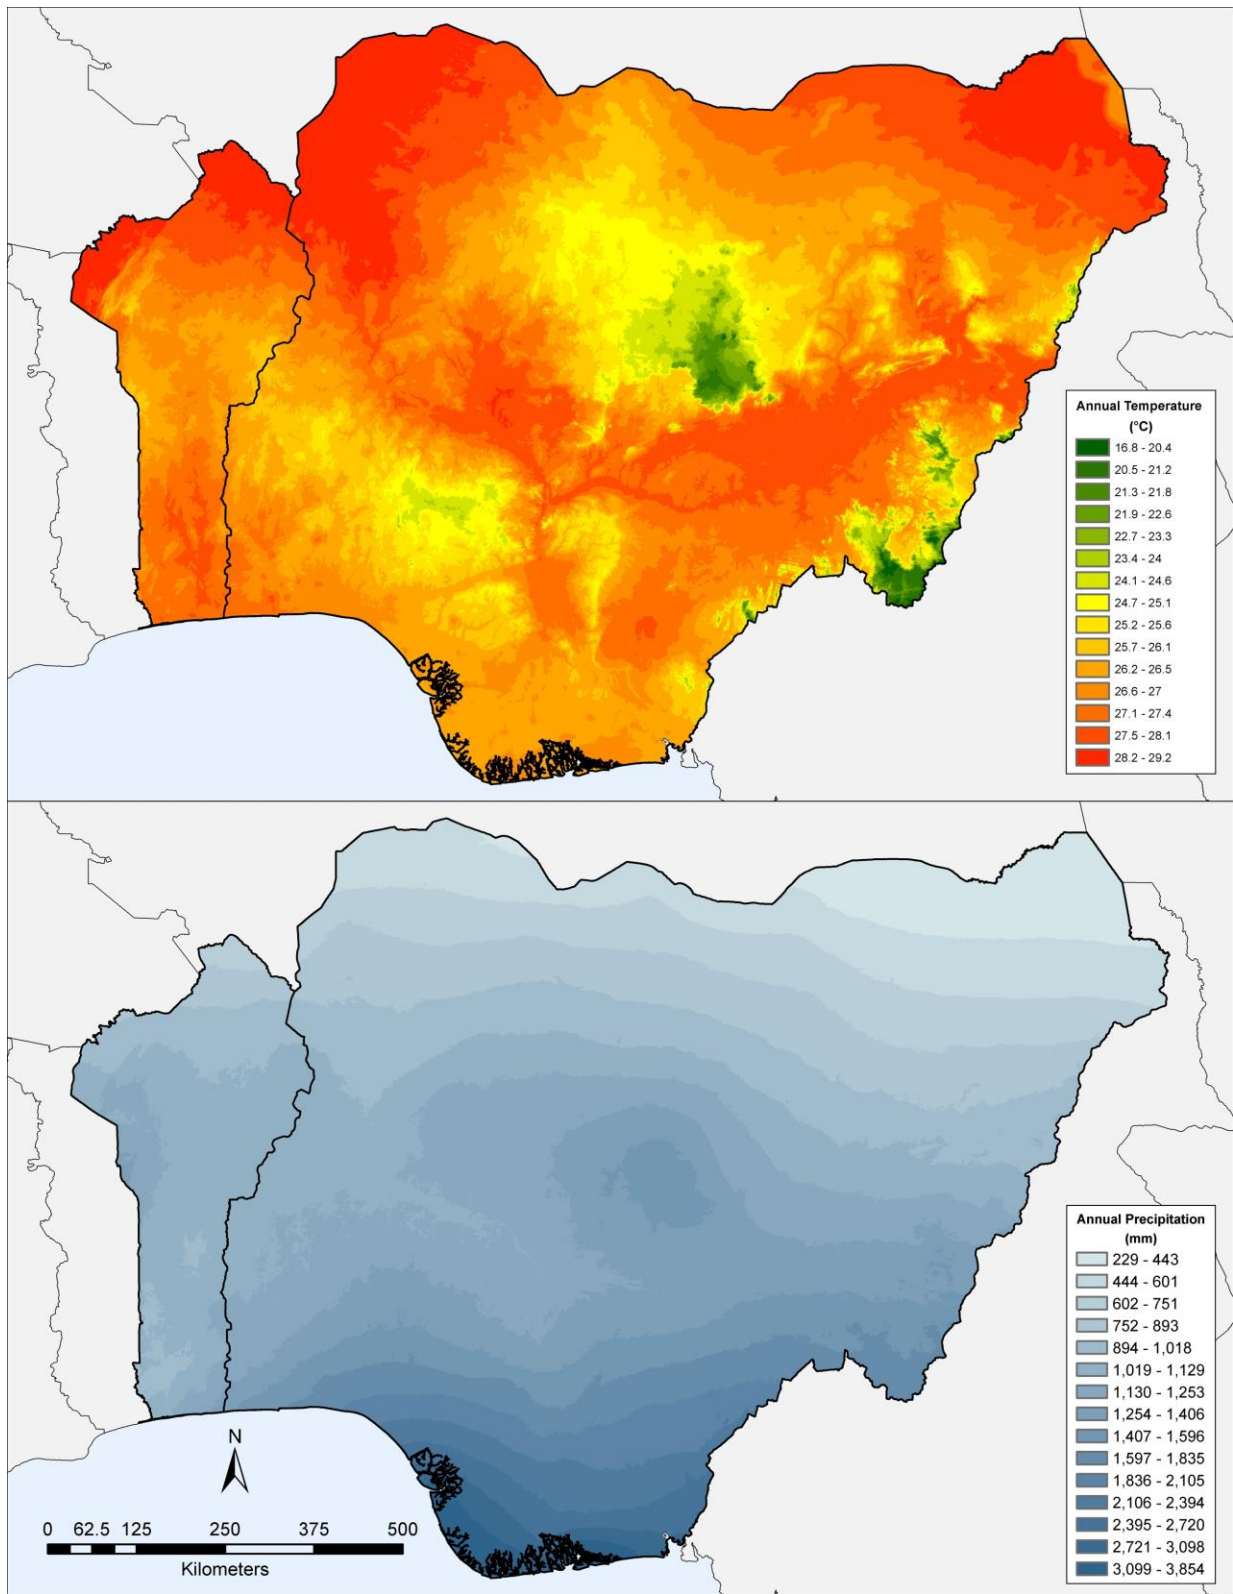 Annual Temperature
(°C)
16.8 - 20.4
20.5 - 21.2
21.3 - 21.8
21.9 - 22.6
22.7 - 23.3
23.4 - 24
24.1 - 24.6
24.7 - 25.1
25.2 - 25.6
25.7 - 26.1
26.2 - 26.5
26.6 - 27
27.1 - 27.4
27.5 - 28.1
28.2 - 29.2
Annual Precipitation
(mm)
229 - 443
444 - 601
602 - 751
752 - 893
894 - 1,018
1,019 - 1,129
1,130 - 1,253
1,254 - 1,406
1,407 - 1,596
1,597 - 1,835
1,836 - 2,105
2,106 - 2,394
2,395 - 2,720
2,721 - 3,098
3,099 - 3,854
N
0 62.5 125 250 375 500
Kilometers